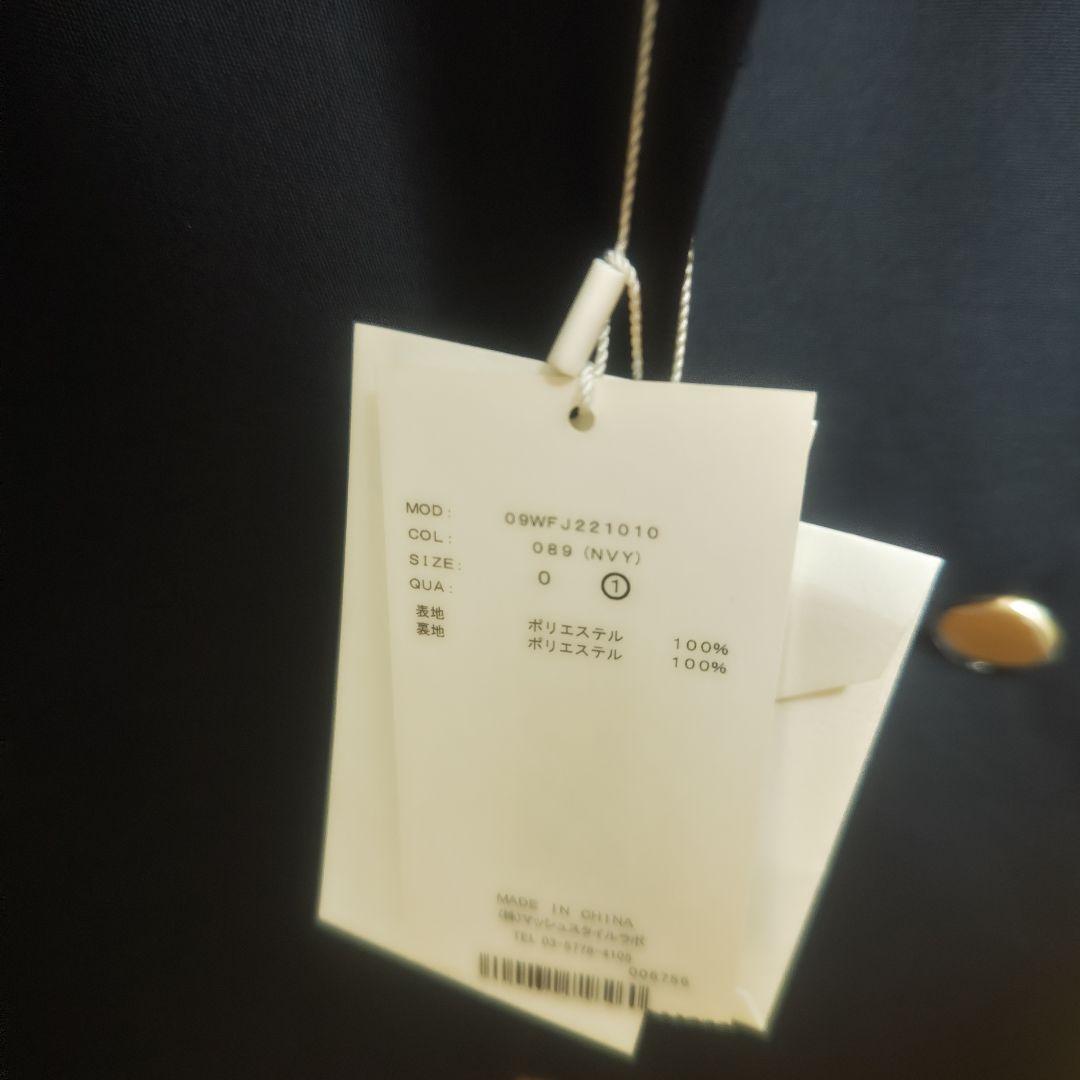 MOD: 09WFJ221010
COL: 089 (NVY)
SIZE: 0 ①
QUA:
表地 ポリエステル 100%
裏地 ポリエステル 100%
MADE IN CHINA
(株)マッシュスタイルラボ
TEL 03-5778-4105
006756